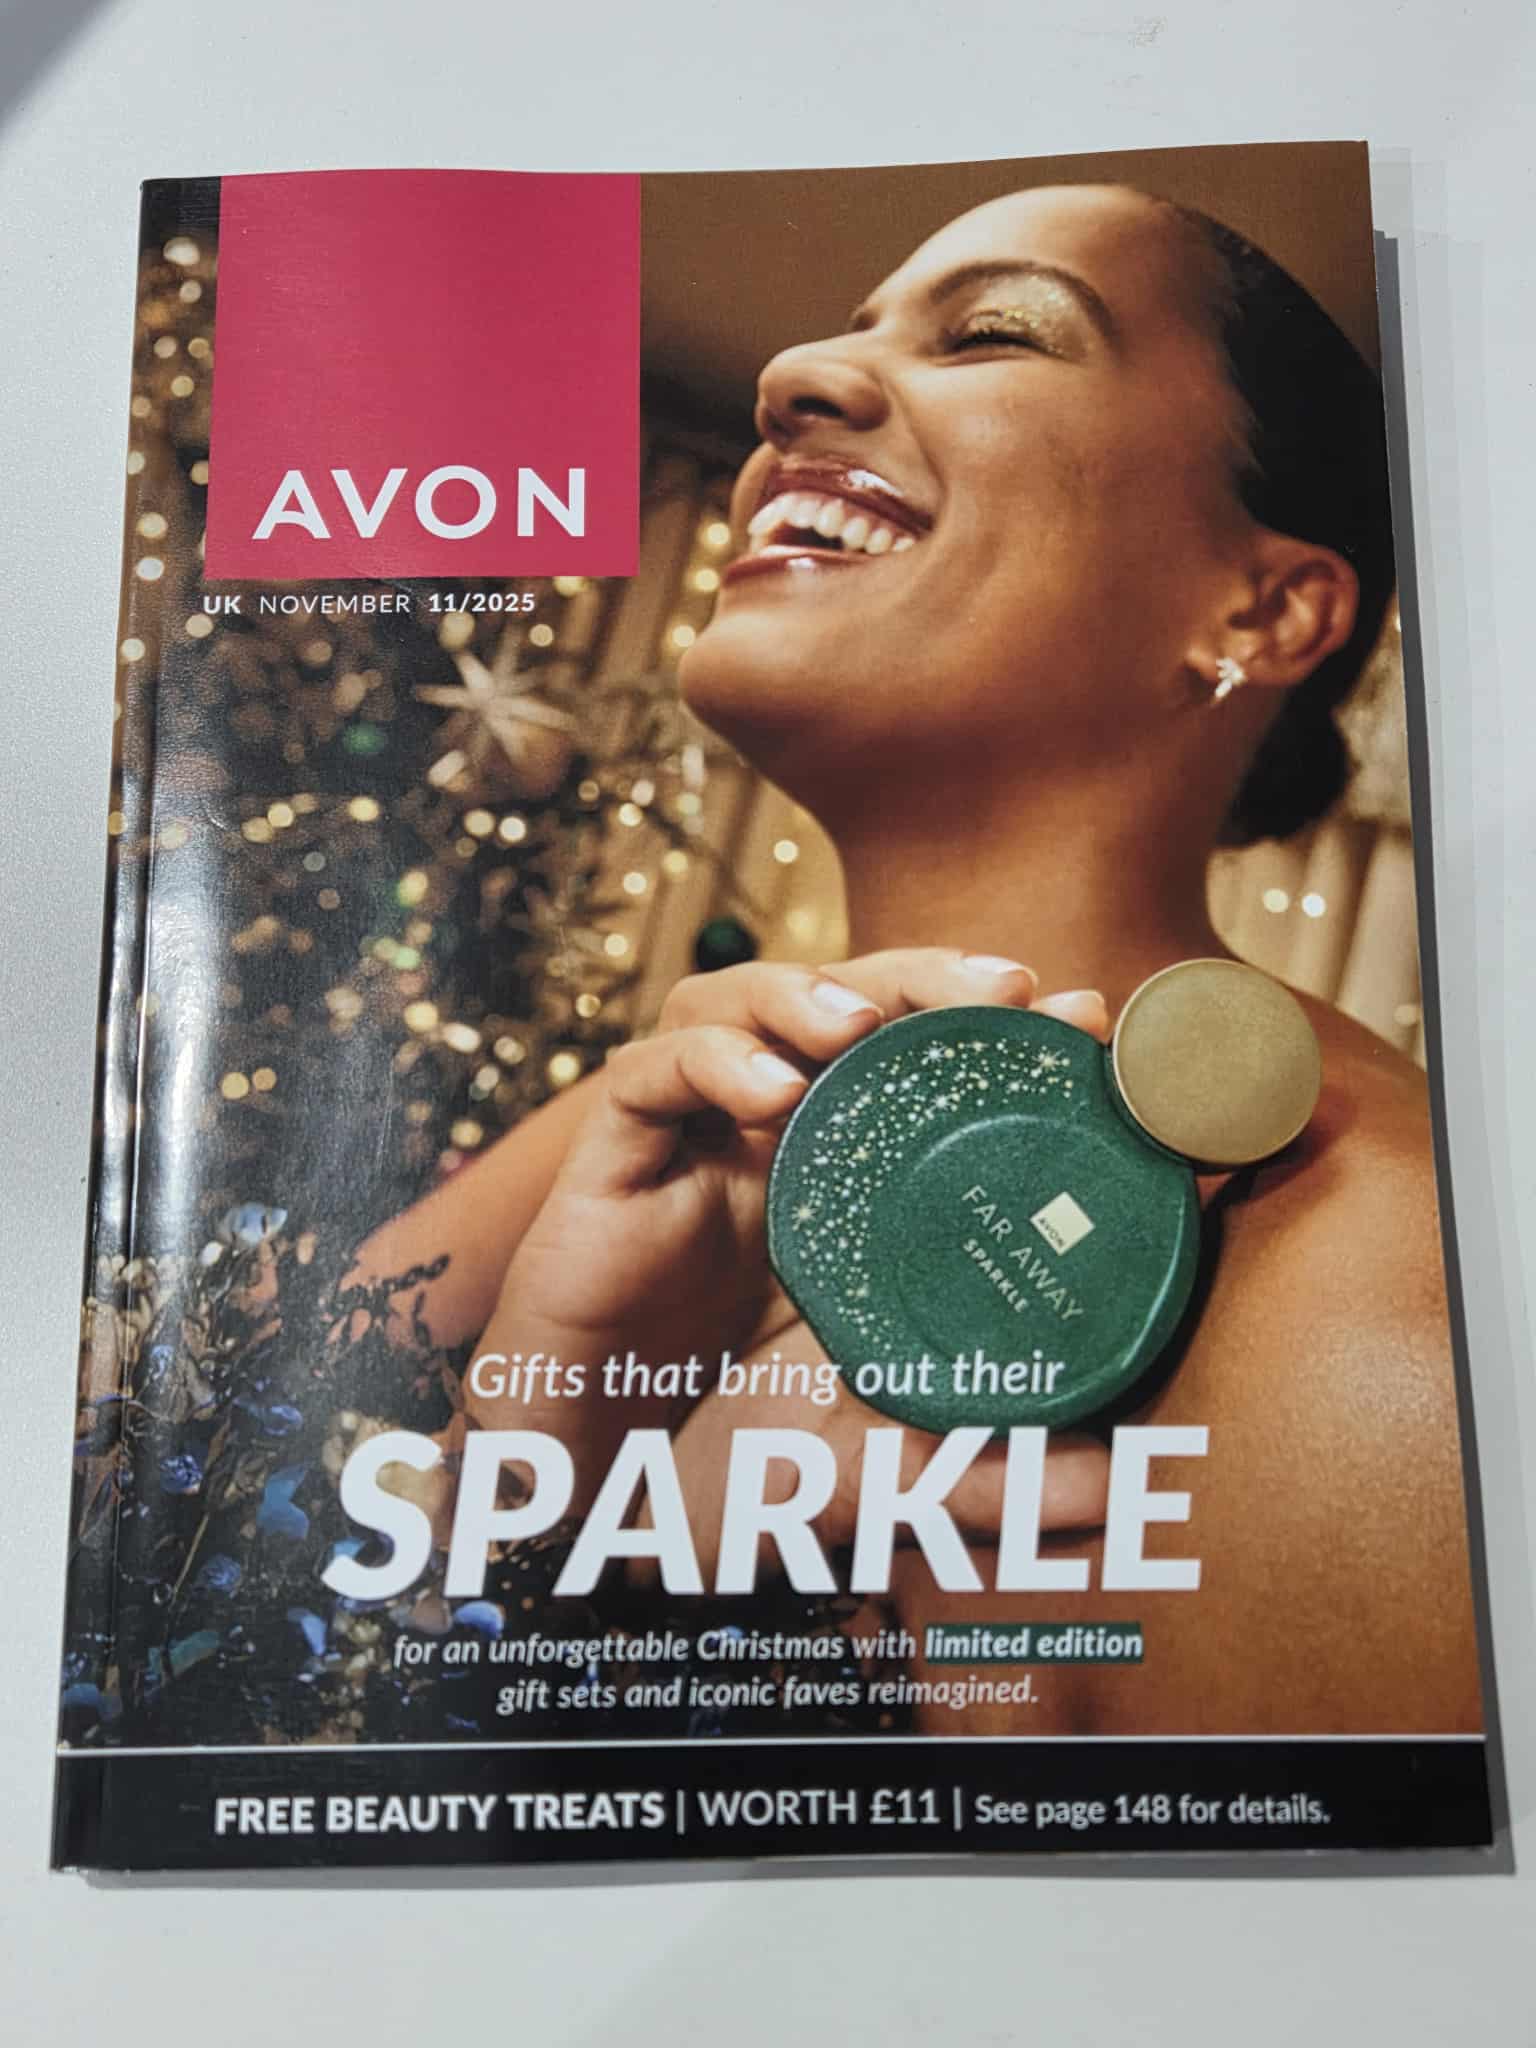 AVON
UK NOVEMBER 11/2025
FAR AWAY
SPARKLE
AVON
Gifts that bring out their
SPARKLE
for an unforgettable Christmas with limited edition
gift sets and iconic faves reimagined.
FREE BEAUTY TREATS | WORTH £11 | See page 148 for details.